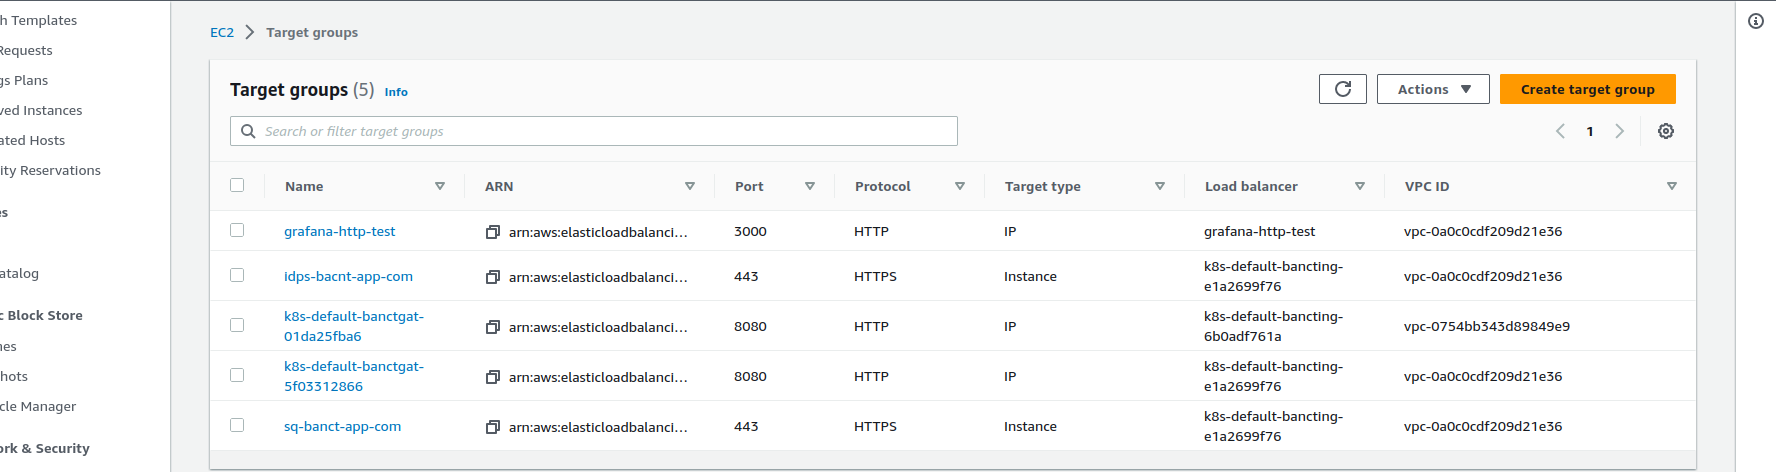 h Templates
Requests
gs Plans
ved Instances
ated Hosts
ity Reservations
es
atalog
c Block Store
nes
hots
cle Manager
ork & Security
EC2 > Target groups
Target groups (5) Info
Actions
Create target group
Search or filter target groups
1
Name ARN Port Protocol Target type Load balancer VPC ID
grafana-http-test arn:aws:elasticloadbalanci... 3000 HTTP IP grafana-http-test vpc-0a0c0cdf209d21e36
idps-bacnt-app-com arn:aws:elasticloadbalanci... 443 HTTPS Instance k8s-default-bancting-
e1a2699f76 vpc-0a0c0cdf209d21e36
k8s-default-banctgat-
01da25fba6 arn:aws:elasticloadbalanci... 8080 HTTP IP k8s-default-bancting-
6b0adf761a vpc-0754bb343d89849e9
k8s-default-banctgat-
5f03312866 arn:aws:elasticloadbalanci... 8080 HTTP IP k8s-default-bancting-
e1a2699f76 vpc-0a0c0cdf209d21e36
sq-banct-app-com arn:aws:elasticloadbalanci... 443 HTTPS Instance k8s-default-bancting-
e1a2699f76 vpc-0a0c0cdf209d21e36